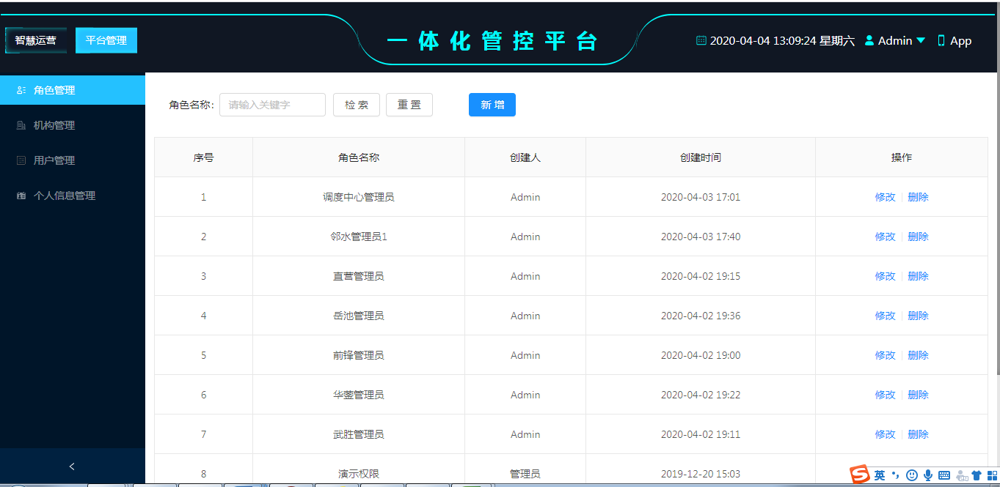 智慧运营 平台管理 一体化管控平台 2020-04-04 13:09:24 星期六 Admin App
角色管理
机构管理
用户管理
个人信息管理
角色名称: 请输入关键字 检 索 重 置 新 增
序号 角色名称 创建人 创建时间 操作
1 调度中心管理员 Admin 2020-04-03 17:01 修改 删除
2 邻水管理员1 Admin 2020-04-03 17:40 修改 删除
3 直营管理员 Admin 2020-04-02 19:15 修改 删除
4 岳池管理员 Admin 2020-04-02 19:36 修改 删除
5 前锋管理员 Admin 2020-04-02 19:00 修改 删除
6 华蓥管理员 Admin 2020-04-02 19:22 修改 删除
7 武胜管理员 Admin 2020-04-02 19:11 修改 删除
8 演示权限 管理员 2019-12-20 15:03
英